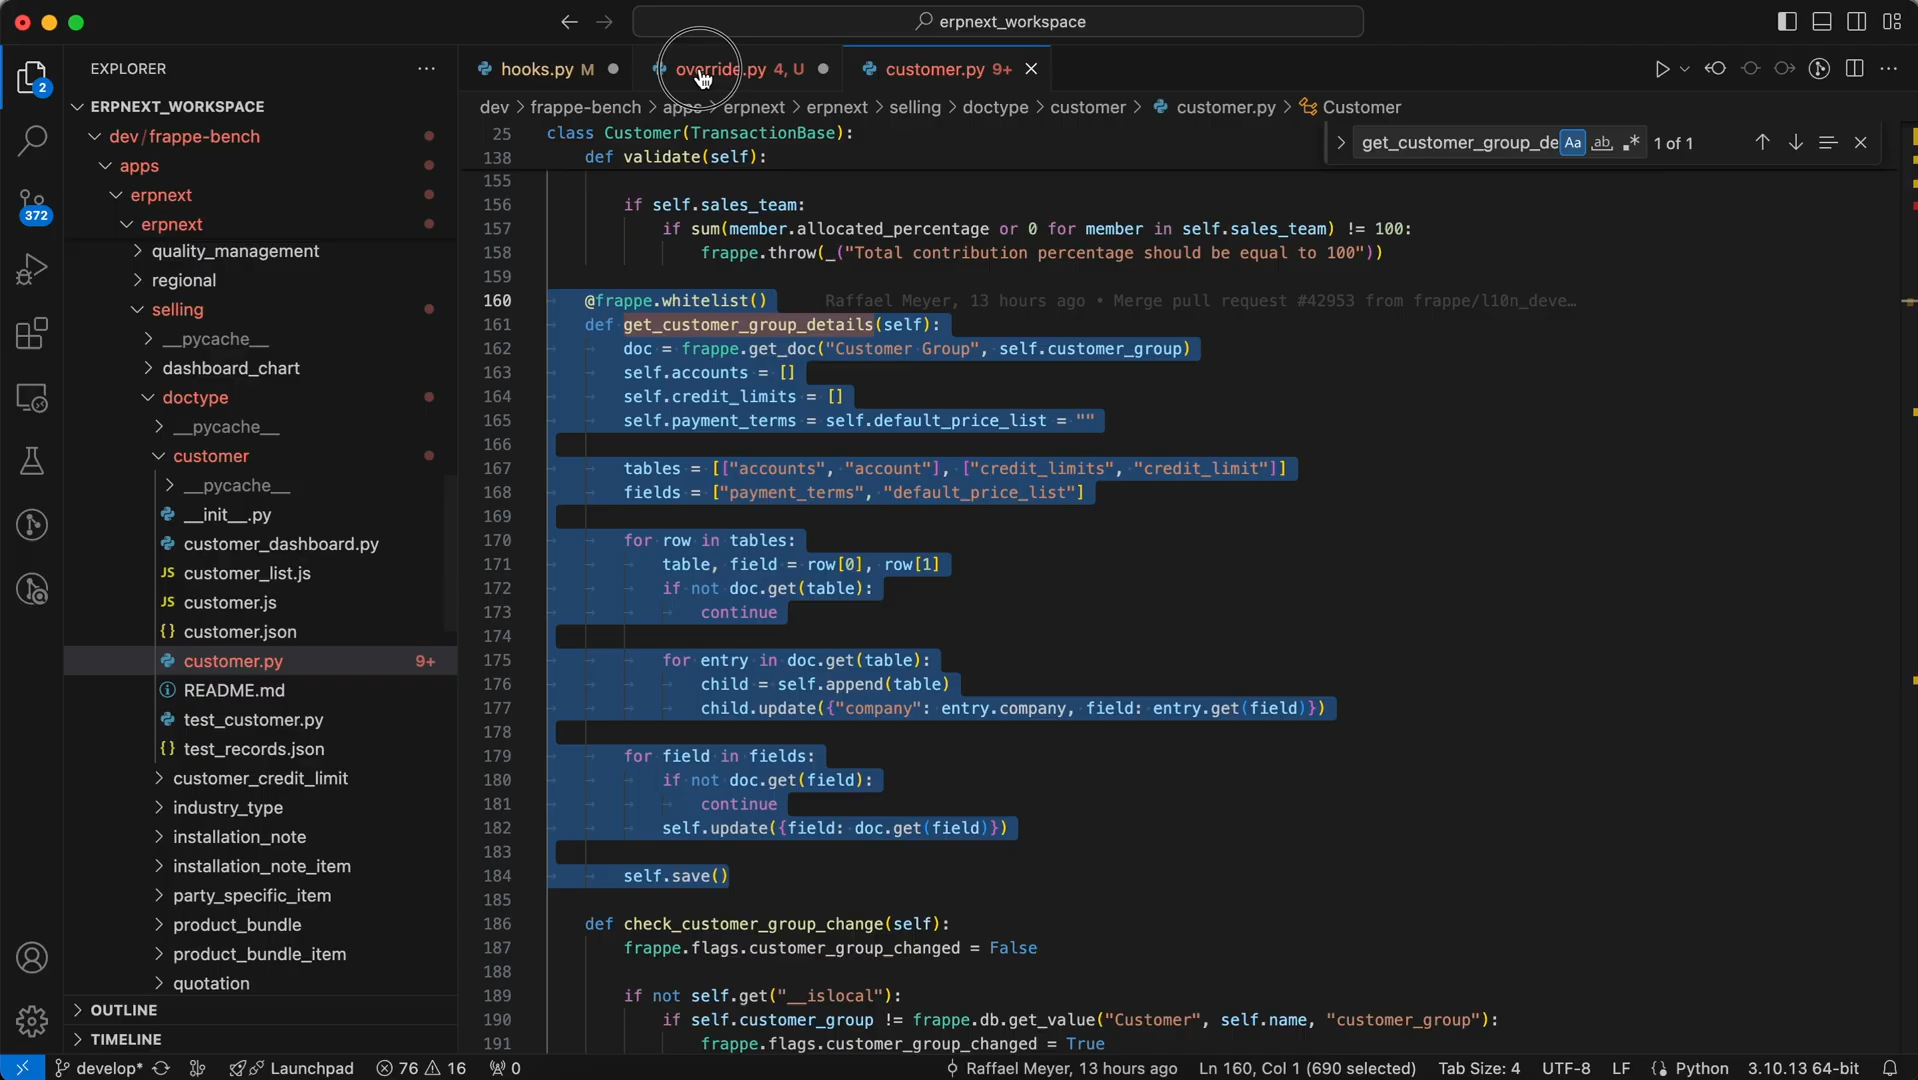 erpnext_workspace
EXPLORER
hooks.py M
override.py 4, U
customer.py 9+
2
372
ERPNEXT_WORKSPACE
dev / frappe-bench
apps
erpnext
erpnext
quality_management
regional
selling
__pycache__
dashboard_chart
doctype
__pycache__
customer
__pycache__
__init__.py
customer_dashboard.py
JS customer_list.js
JS customer.js
{} customer.json
customer.py 9+
README.md
test_customer.py
{} test_records.json
customer_credit_limit
industry_type
installation_note
installation_note_item
party_specific_item
product_bundle
product_bundle_item
quotation
OUTLINE
TIMELINE
dev > frappe-bench > apps > erpnext > erpnext > selling > doctype > customer > customer.py > Customer
get_customer_group_de Aa ab .* 1 of 1
25 class Customer(TransactionBase):
138 def validate(self):
155
156 if self.sales_team:
157 if sum(member.allocated_percentage or 0 for member in self.sales_team) != 100:
158 frappe.throw(_("Total contribution percentage should be equal to 100"))
159
160 @frappe.whitelist() Raffael Meyer, 13 hours ago • Merge pull request #42953 from frappe/l10n_deve…
161 def get_customer_group_details(self):
162 doc = frappe.get_doc("Customer Group", self.customer_group)
163 self.accounts = []
164 self.credit_limits = []
165 self.payment_terms = self.default_price_list = ""
166
167 tables = [["accounts", "account"], ["credit_limits", "credit_limit"]]
168 fields = ["payment_terms", "default_price_list"]
169
170 for row in tables:
171 table, field = row[0], row[1]
172 if not doc.get(table):
173 continue
174
175 for entry in doc.get(table):
176 child = self.append(table)
177 child.update({"company": entry.company, field: entry.get(field)})
178
179 for field in fields:
180 if not doc.get(field):
181 continue
182 self.update({field: doc.get(field)})
183
184 self.save()
185
186 def check_customer_group_change(self):
187 frappe.flags.customer_group_changed = False
188
189 if not self.get("__islocal"):
190 if self.customer_group != frappe.db.get_value("Customer", self.name, "customer_group"):
191 frappe.flags.customer_group_changed = True
develop* Launchpad 76 16 0 Raffael Meyer, 13 hours ago Ln 160, Col 1 (690 selected) Tab Size: 4 UTF-8 LF {} Python 3.10.13 64-bit